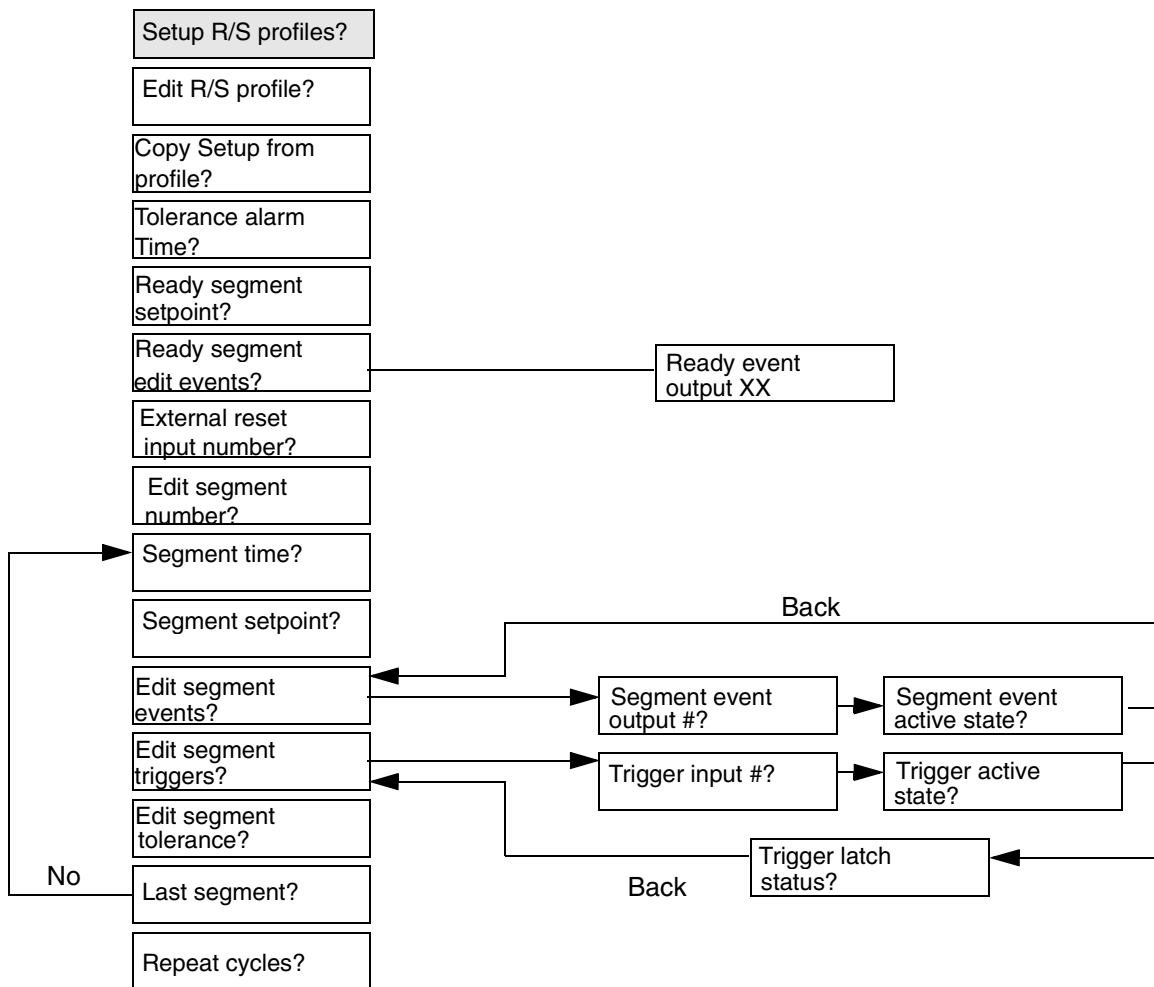 Setup R/S profiles?
Edit R/S profile?
Copy Setup from
profile?
Tolerance alarm
Time?
Ready segment
setpoint?
Ready segment
edit events?
Ready event
output XX
External reset
input number?
Edit segment
number?
Segment time?
Segment setpoint?
Back
Edit segment
events?
Segment event
output #?
Segment event
active state?
Edit segment
triggers?
Trigger input #?
Trigger active
state?
Edit segment
tolerance?
Trigger latch
status?
Back
No
Last segment?
Repeat cycles?